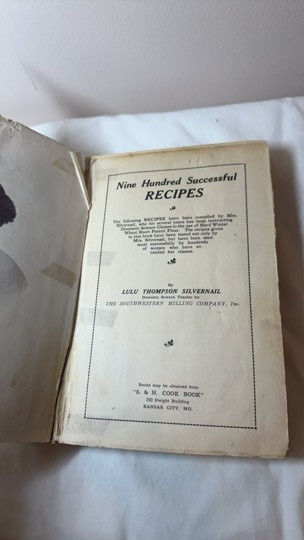 Nine Hundred Successful
RECIPES
The following RECIPES have been compiled by Mrs.
Silvernail, who for several years has been instructing
Domestic Science Classes in the use of Hard Winter
Wheat Short Patent Flour. The recipes given
in this book have been tested not only by
Mrs. Silvernail, but have been used
most successfully by hundreds
of women who have at-
tended her classes.
By
LULU THOMPSON SILVERNAIL
Domestic Science Teacher for
THE SOUTHWESTERN MILLING COMPANY, Inc.
Books may be obtained from
"S. & H. COOK BOOK"
702 Dwight Building
KANSAS CITY, MO.